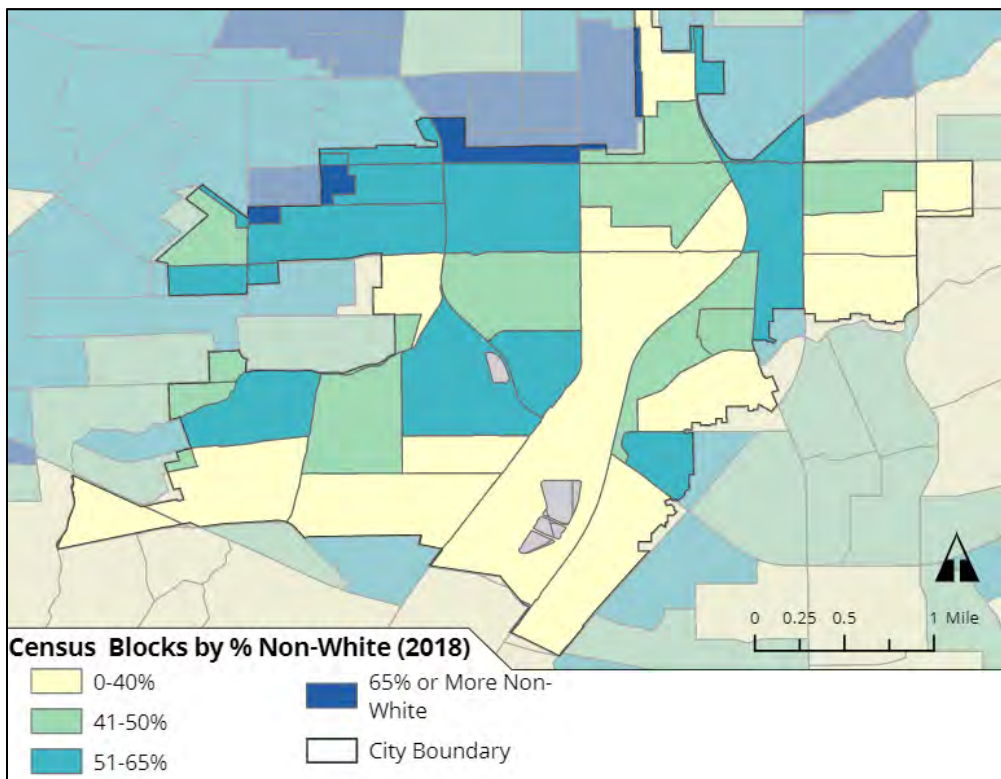 0 0.25 0.5 1 Mile
Census Blocks by % Non-White (2018)
0-40%
41-50%
51-65%
65% or More Non-
White
City Boundary